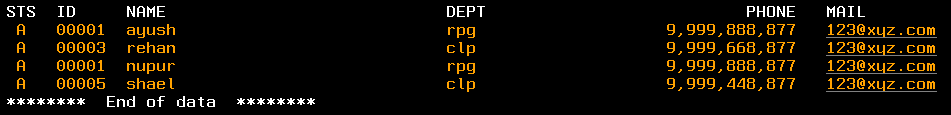 STS ID NAME DEPT PHONE MAIL
A 00001 ayush rpg 9,999,888,877 123@xyz.com
A 00003 rehan clp 9,999,668,877 123@xyz.com
A 00001 nupur rpg 9,999,888,877 123@xyz.com
A 00005 shael clp 9,999,448,877 123@xyz.com
******** End of data ********